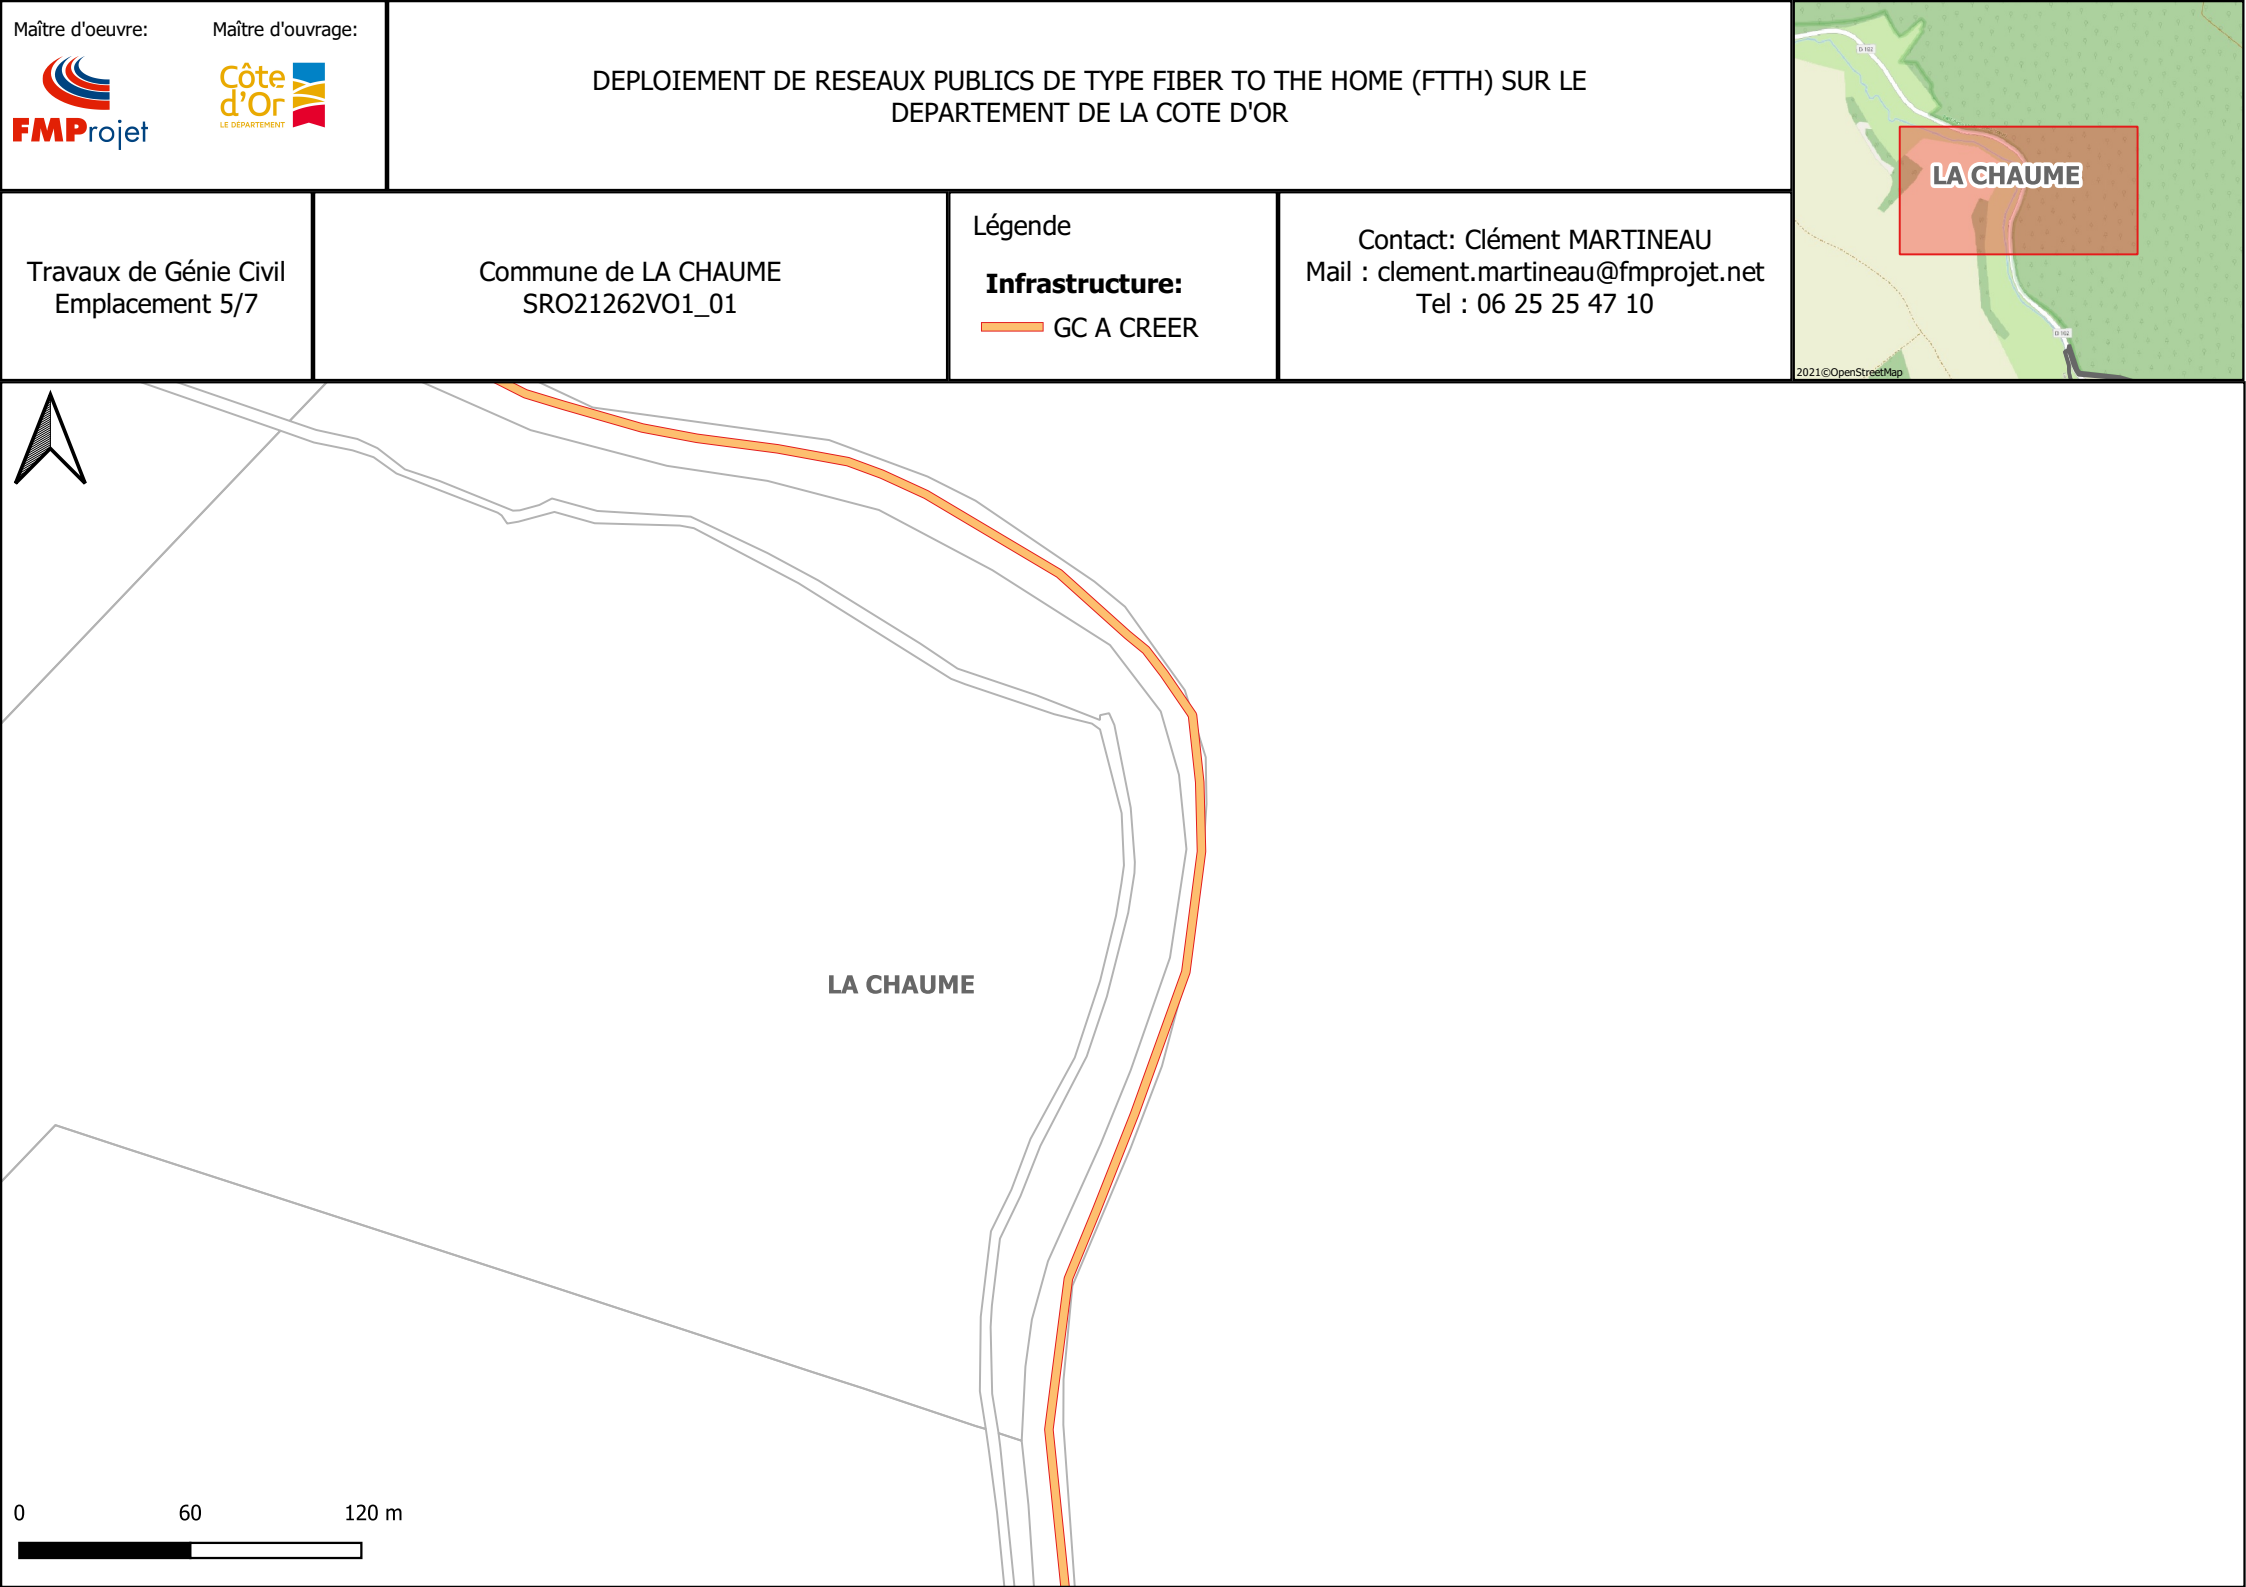 Maître d'oeuvre:
Maître d'ouvrage:
FMProjet
Côte
d'Or
LE DÉPARTEMENT
DEPLOIEMENT DE RESEAUX PUBLICS DE TYPE FIBER TO THE HOME (FTTH) SUR LE
DEPARTEMENT DE LA COTE D'OR
D 102
LA CHAUME
D 102
2021©OpenStreetMap
Travaux de Génie Civil
Emplacement 5/7
Commune de LA CHAUME
SRO21262VO1_01
Légende
Infrastructure:
GC A CREER
Contact: Clément MARTINEAU
Mail : clement.martineau@fmprojet.net
Tel : 06 25 25 47 10
LA CHAUME
0 60 120 m